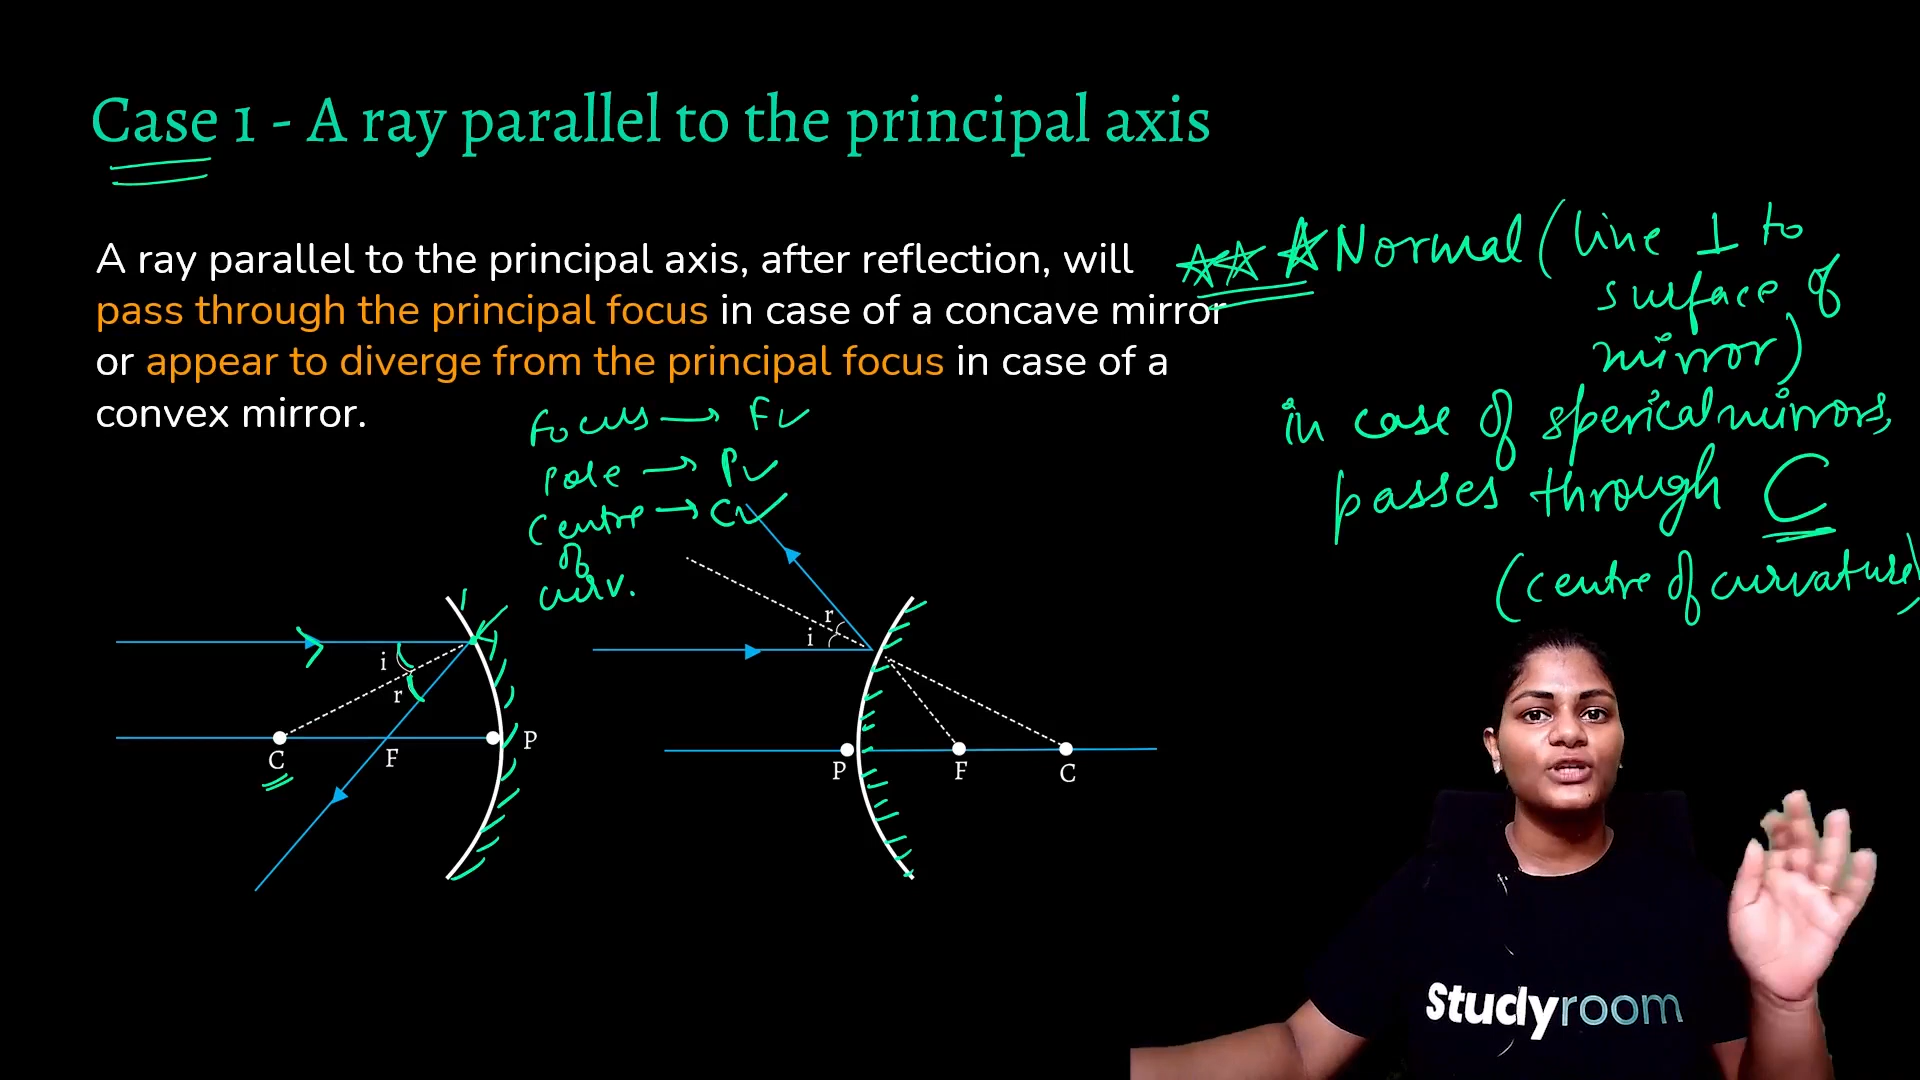 Case 1 - A ray parallel to the principal axis
A ray parallel to the principal axis, after reflection, will
pass through the principal focus in case of a concave mirror
or appear to diverge from the principal focus in case of a
convex mirror.
Normal (line ⊥ to
surface of
mirror)
in case of sperical mirrors,
passes through C
(centre of curvature)
Focus → F✓
Pole → P✓
Centre → C✓
of
curv.
i
r
C
F
P
r
i
P
F
C
Studyroom